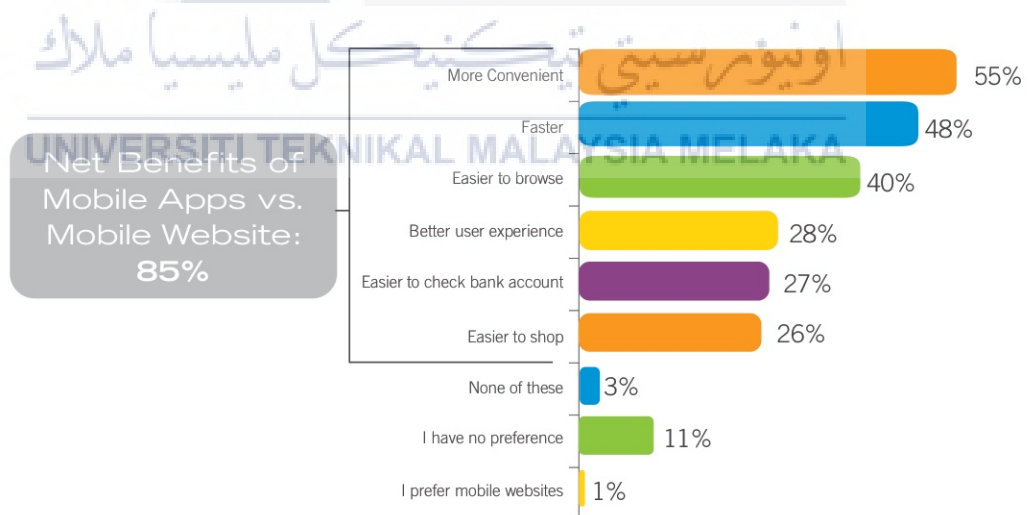 اونيۏرسيتي تيكنيكل مليسيا ملاك
UNIVERSITI TEKNIKAL MALAYSIA MELAKA
Net Benefits of
Mobile Apps vs.
Mobile Website:
85%
More Convenient 55%
Faster 48%
Easier to browse 40%
Better user experience 28%
Easier to check bank account 27%
Easier to shop 26%
None of these 3%
I have no preference 11%
I prefer mobile websites 1%